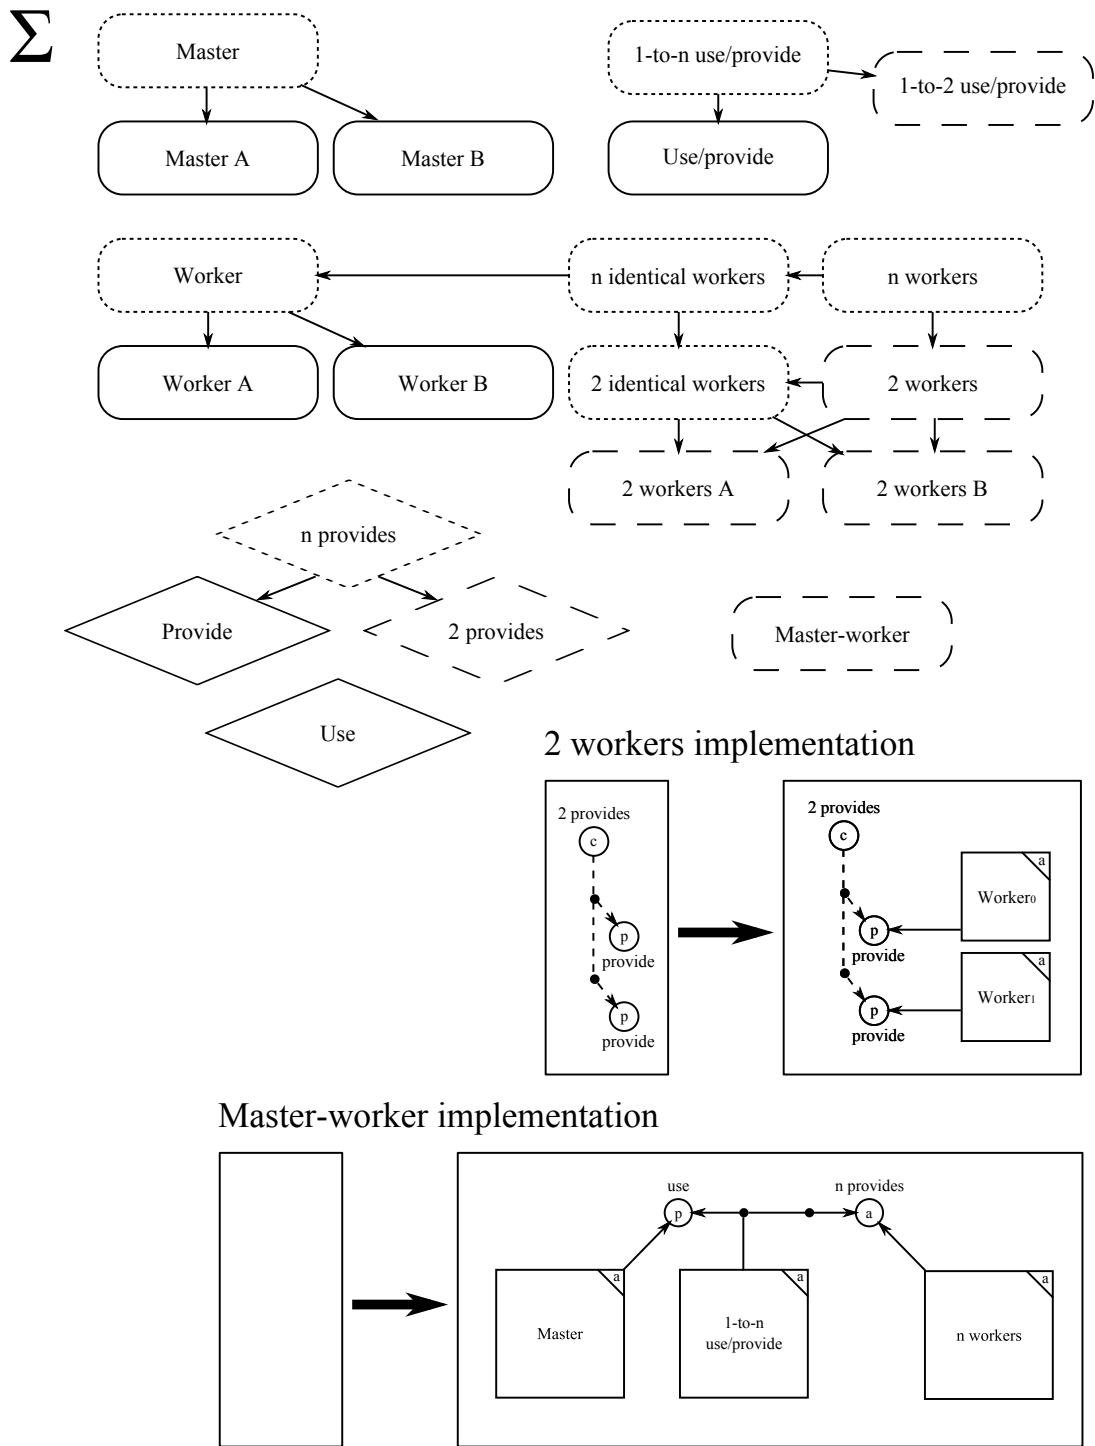 Σ
Master
1-to-n use/provide
1-to-2 use/provide
Master A
Master B
Use/provide
Worker
n identical workers
n workers
Worker A
Worker B
2 identical workers
2 workers
2 workers A
2 workers B
n provides
Provide
2 provides
Master-worker
Use
2 workers implementation
2 provides
c
p
provide
p
provide
2 provides
c
a
Worker0
p
provide
a
Worker1
p
provide
Master-worker implementation
use
n provides
p
a
a
a
a
Master
1-to-n
use/provide
n workers